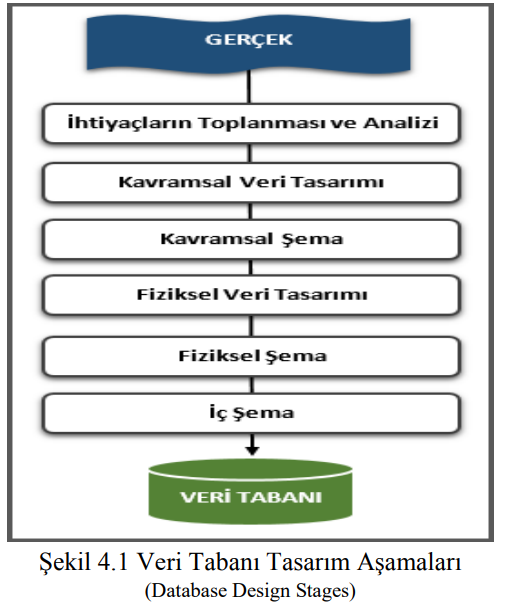 GERÇEK
İhtiyaçların Toplanması ve Analizi
Kavramsal Veri Tasarımı
Kavramsal Şema
Fiziksel Veri Tasarımı
Fiziksel Şema
İç Şema
VERİ TABANI
Şekil 4.1 Veri Tabanı Tasarım Aşamaları
(Database Design Stages)